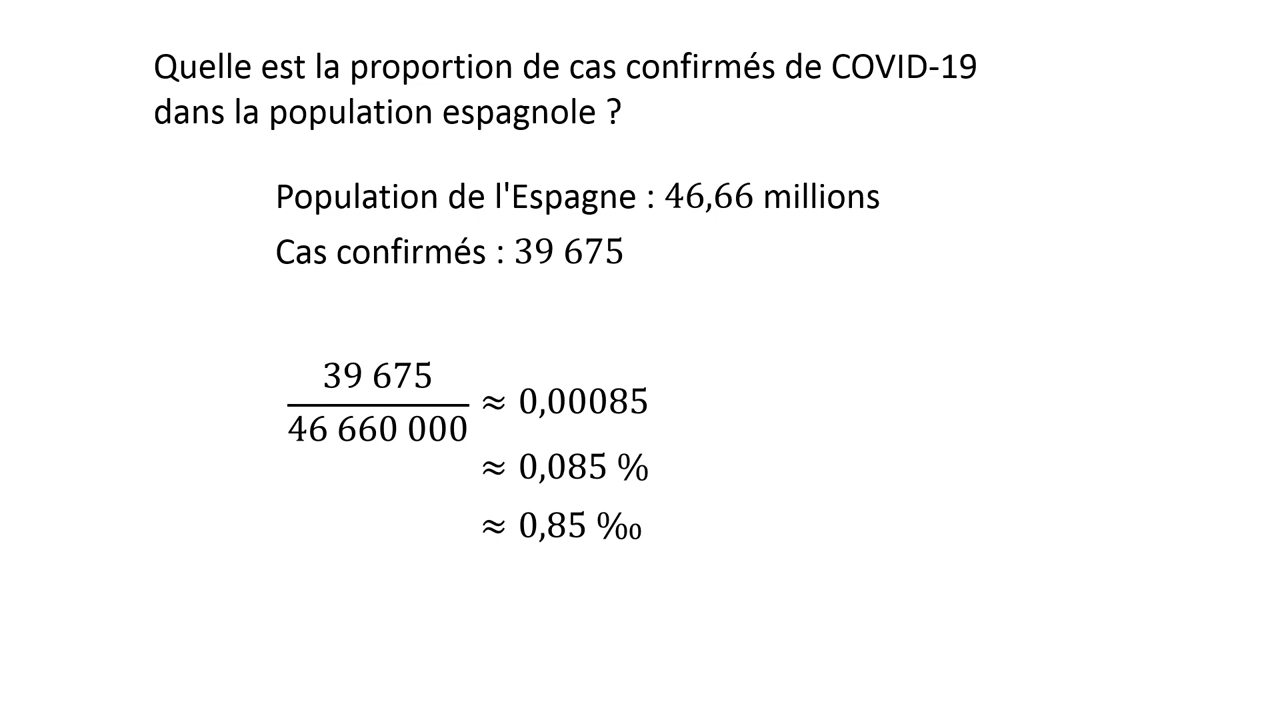 Quelle est la proportion de cas confirmés de COVID-19
dans la population espagnole ?
Population de l'Espagne : 46,66 millions
Cas confirmés : 39 675
39 675
46 660 000
≈ 0,00085
≈ 0,085 %
≈ 0,85 ‰